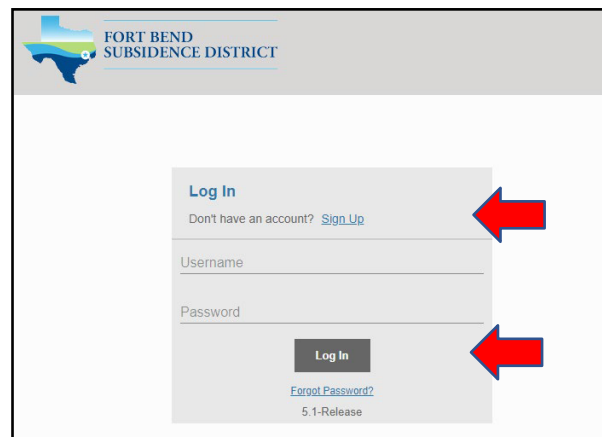 FORT BEND
SUBSIDENCE DISTRICT
Log In
Don't have an account? Sign Up
Username
Password
Log In
Forgot Password?
5.1-Release